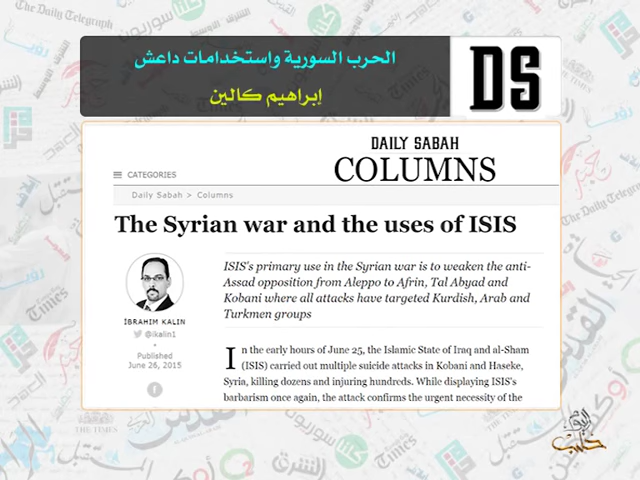 الحرب السورية واستخدامات داعش
إبراهيم كالين
DS
DAILY SABAH
COLUMNS
CATEGORIES
Daily Sabah > Columns
The Syrian war and the uses of ISIS
ISIS's primary use in the Syrian war is to weaken the anti-
Assad opposition from Aleppo to Afrin, Tal Abyad and
Kobani where all attacks have targeted Kurdish, Arab and
Turkmen groups
İBRAHIM KALIN
@ikalin1
Published
June 26, 2015
In the early hours of June 25, the Islamic State of Iraq and al-Sham
(ISIS) carried out multiple suicide attacks in Kobani and Haseke,
Syria, killing dozens and injuring hundreds. While displaying ISIS's
barbarism once again, the attack confirms the urgent necessity of the
حلب اليوم